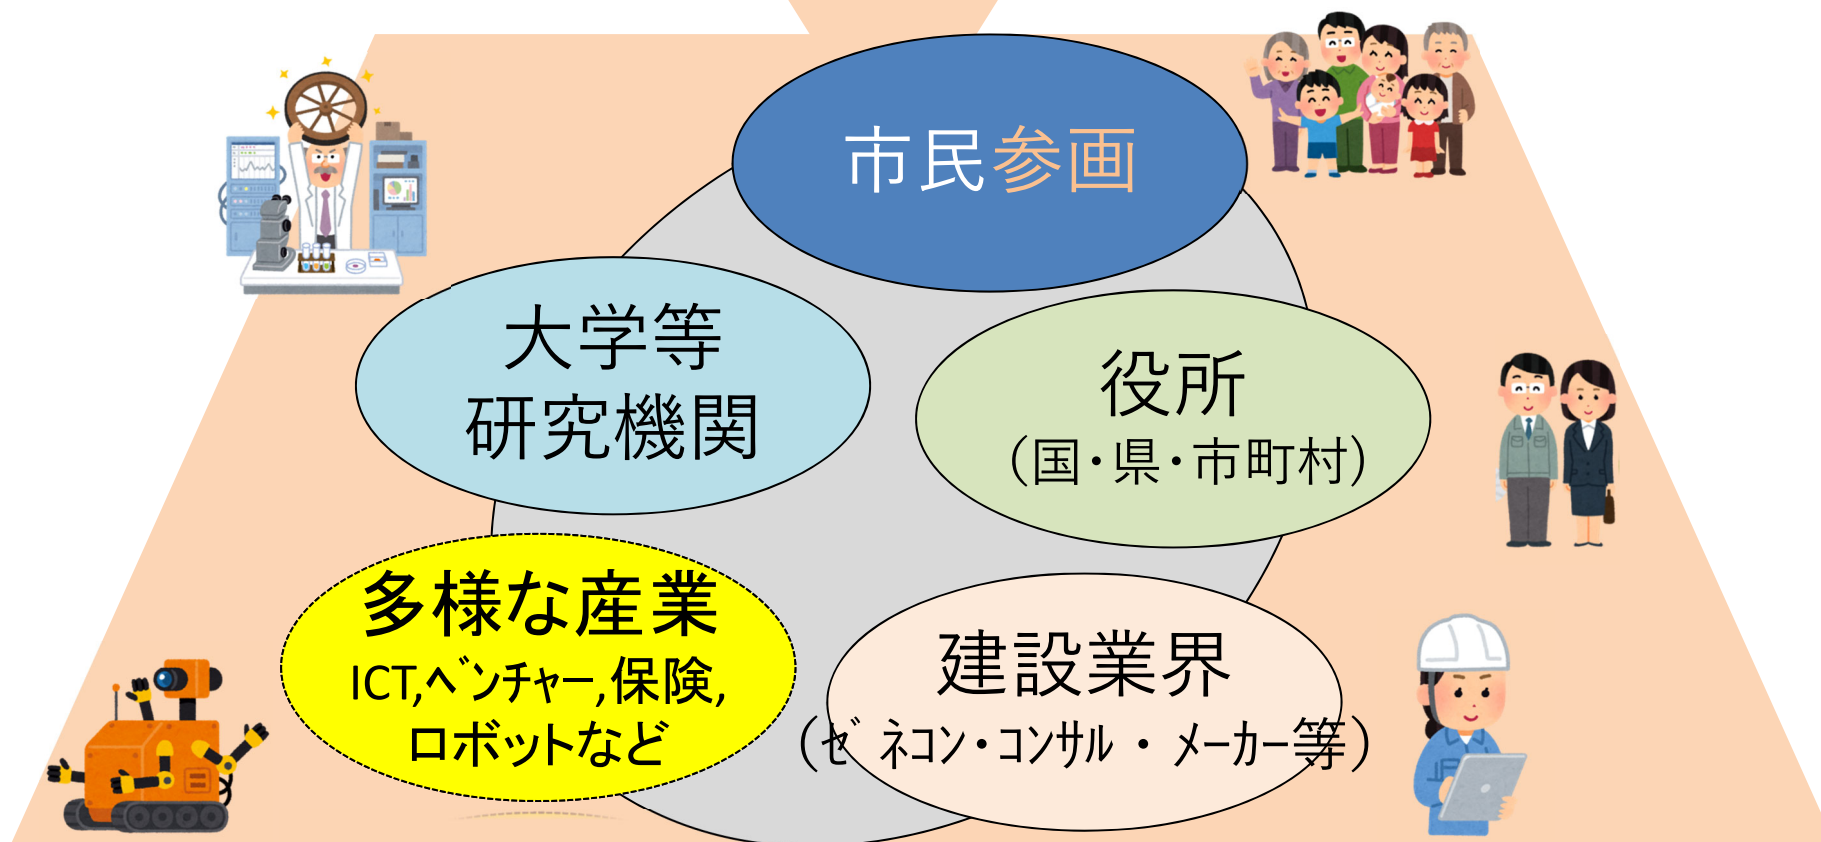 市民参画
大学等
研究機関
役所
（国・県・市町村）
多様な産業
ICT,ﾍﾞﾝﾁｬｰ,保険,
ロボットなど
建設業界
（ｾﾞﾈｺﾝ・ｺﾝｻﾙ・ﾒｰｶｰ等）